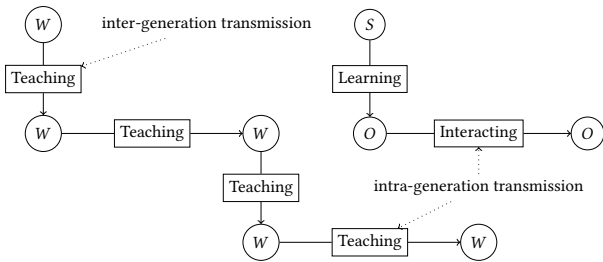 W inter-generation transmission S
Teaching Learning
W Teaching W O Interacting O
Teaching intra-generation transmission
W Teaching W